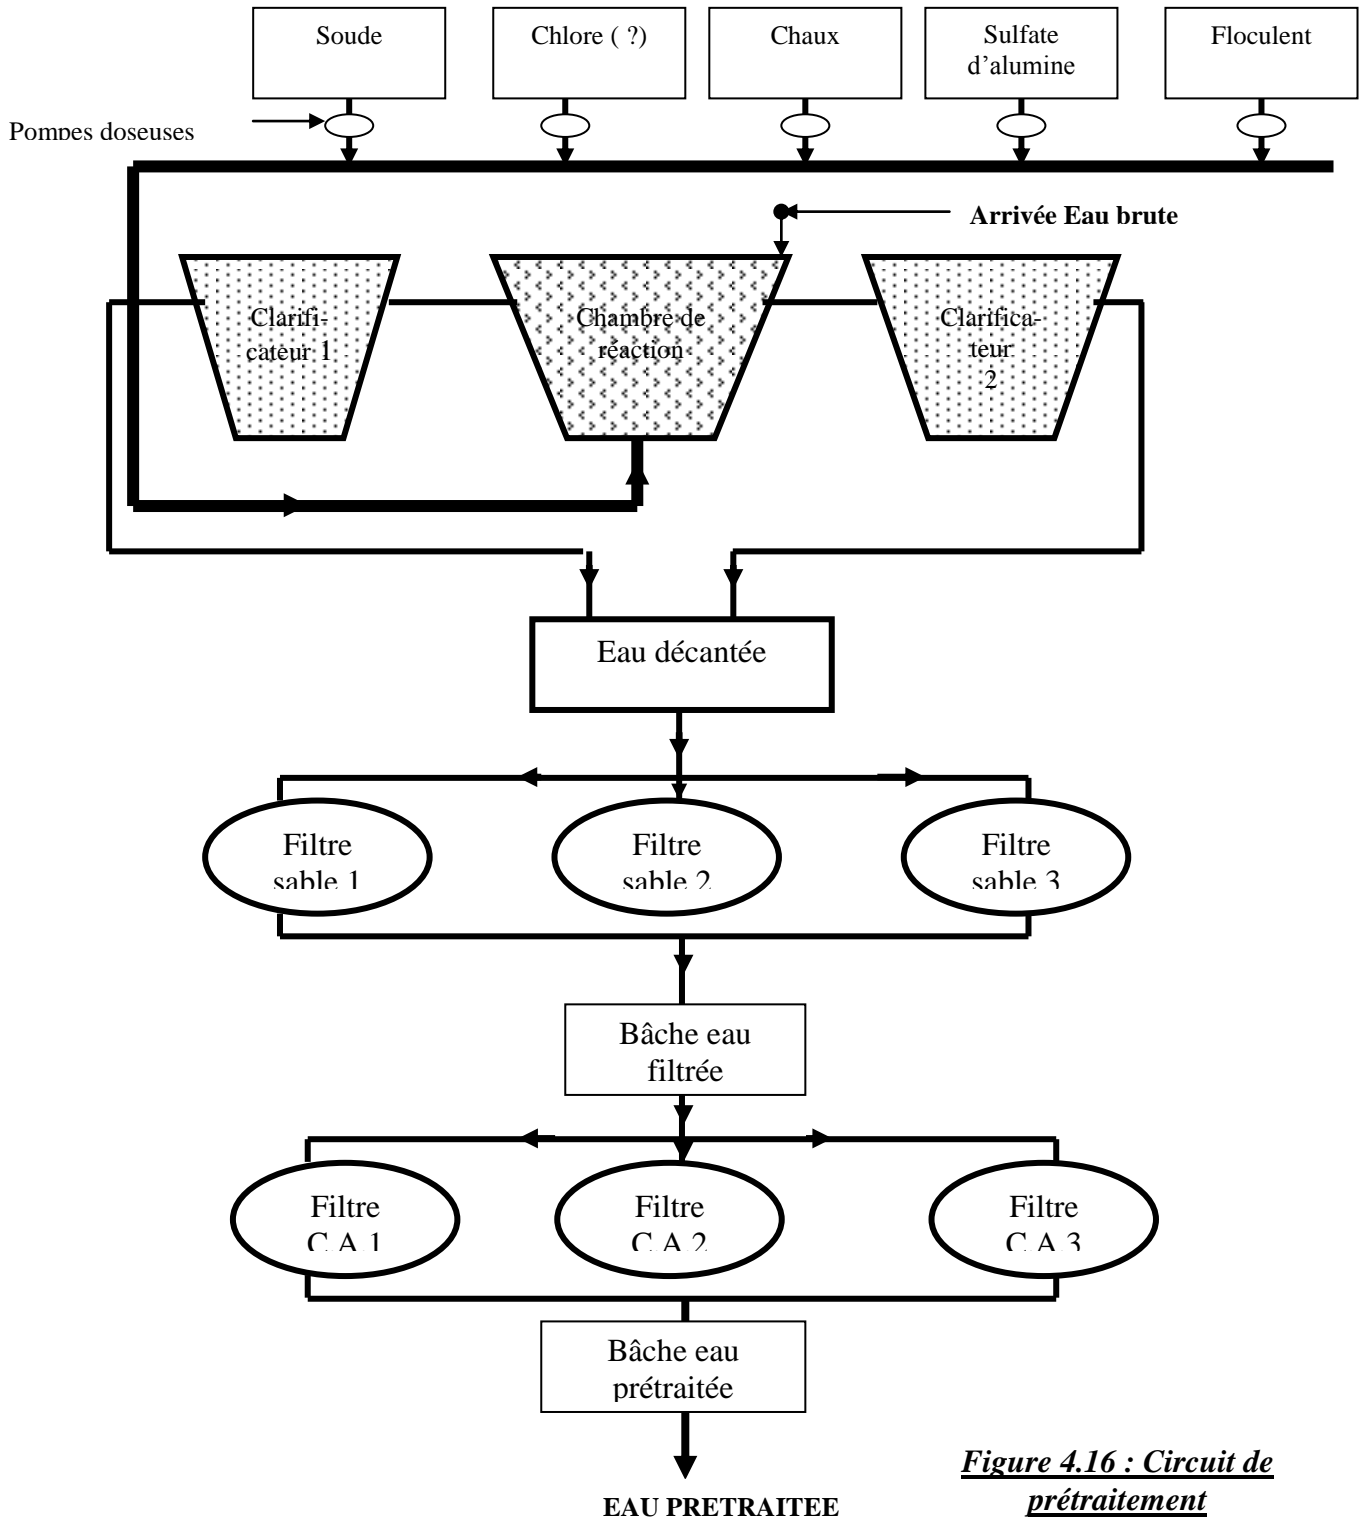 Soude
Chlore ( ?)
Chaux
Sulfate
d’alumine
Floculent
Pompes doseuses
Arrivée Eau brute
Clarifi-
cateur 1
Chambre de
réaction
Clarifica-
teur
2
Eau décantée
Filtre
sable 1
Filtre
sable 2
Filtre
sable 3
Bâche eau
filtrée
Filtre
C.A.1
Filtre
C.A.2
Filtre
C.A.3
Bâche eau
prétraitée
EAU PRETRAITEE
Figure 4.16 : Circuit de
prétraitement